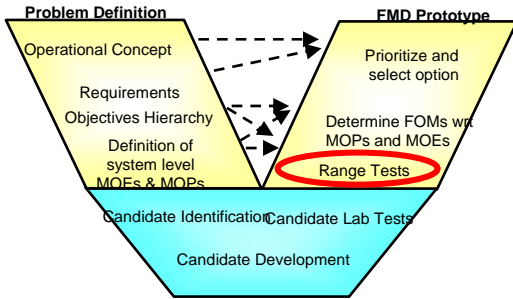 Problem Definition
FMD Prototype
Operational Concept
Prioritize and
select option
Requirements
Objectives Hierarchy
Determine FOMs wrt
MOPs and MOEs
Definition of
system level
MOEs & MOPs
Range Tests
Candidate Identification
Candidate Lab Tests
Candidate Development